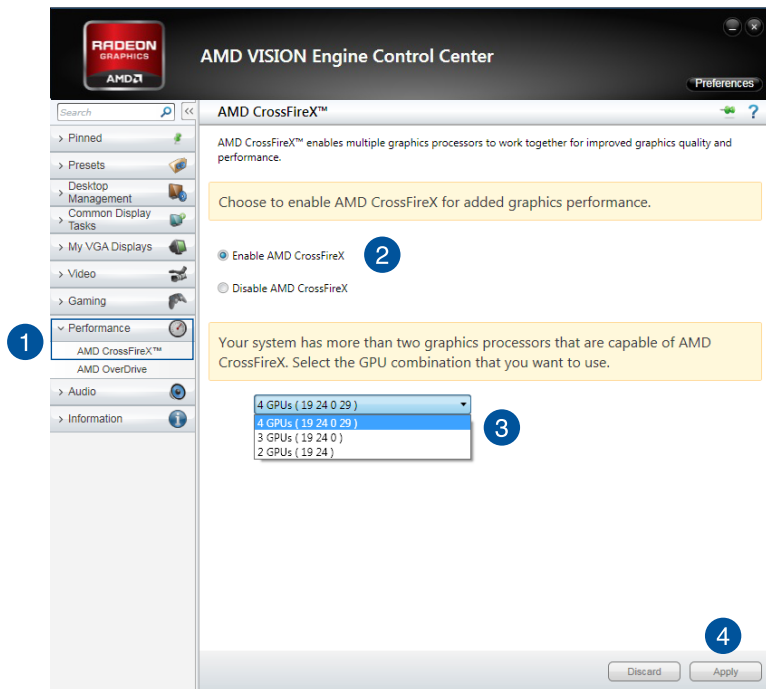 RADEON
GRAPHICS
AMD
AMD VISION Engine Control Center
Preferences
Search
<<
AMD CrossFireX™
?
> Pinned
> Presets
> Desktop
Management
> Common Display
Tasks
> My VGA Displays
> Video
> Gaming
Performance
AMD CrossFireX™
AMD OverDrive
> Audio
> Information
1
AMD CrossFireX™ enables multiple graphics processors to work together for improved graphics quality and
performance.
Choose to enable AMD CrossFireX for added graphics performance.
Enable AMD CrossFireX
2
Disable AMD CrossFireX
Your system has more than two graphics processors that are capable of AMD
CrossFireX. Select the GPU combination that you want to use.
4 GPUs ( 19 24 0 29 )
4 GPUs ( 19 24 0 29 )
3 GPUs ( 19 24 0 )
2 GPUs ( 19 24 )
3
4
Discard
Apply